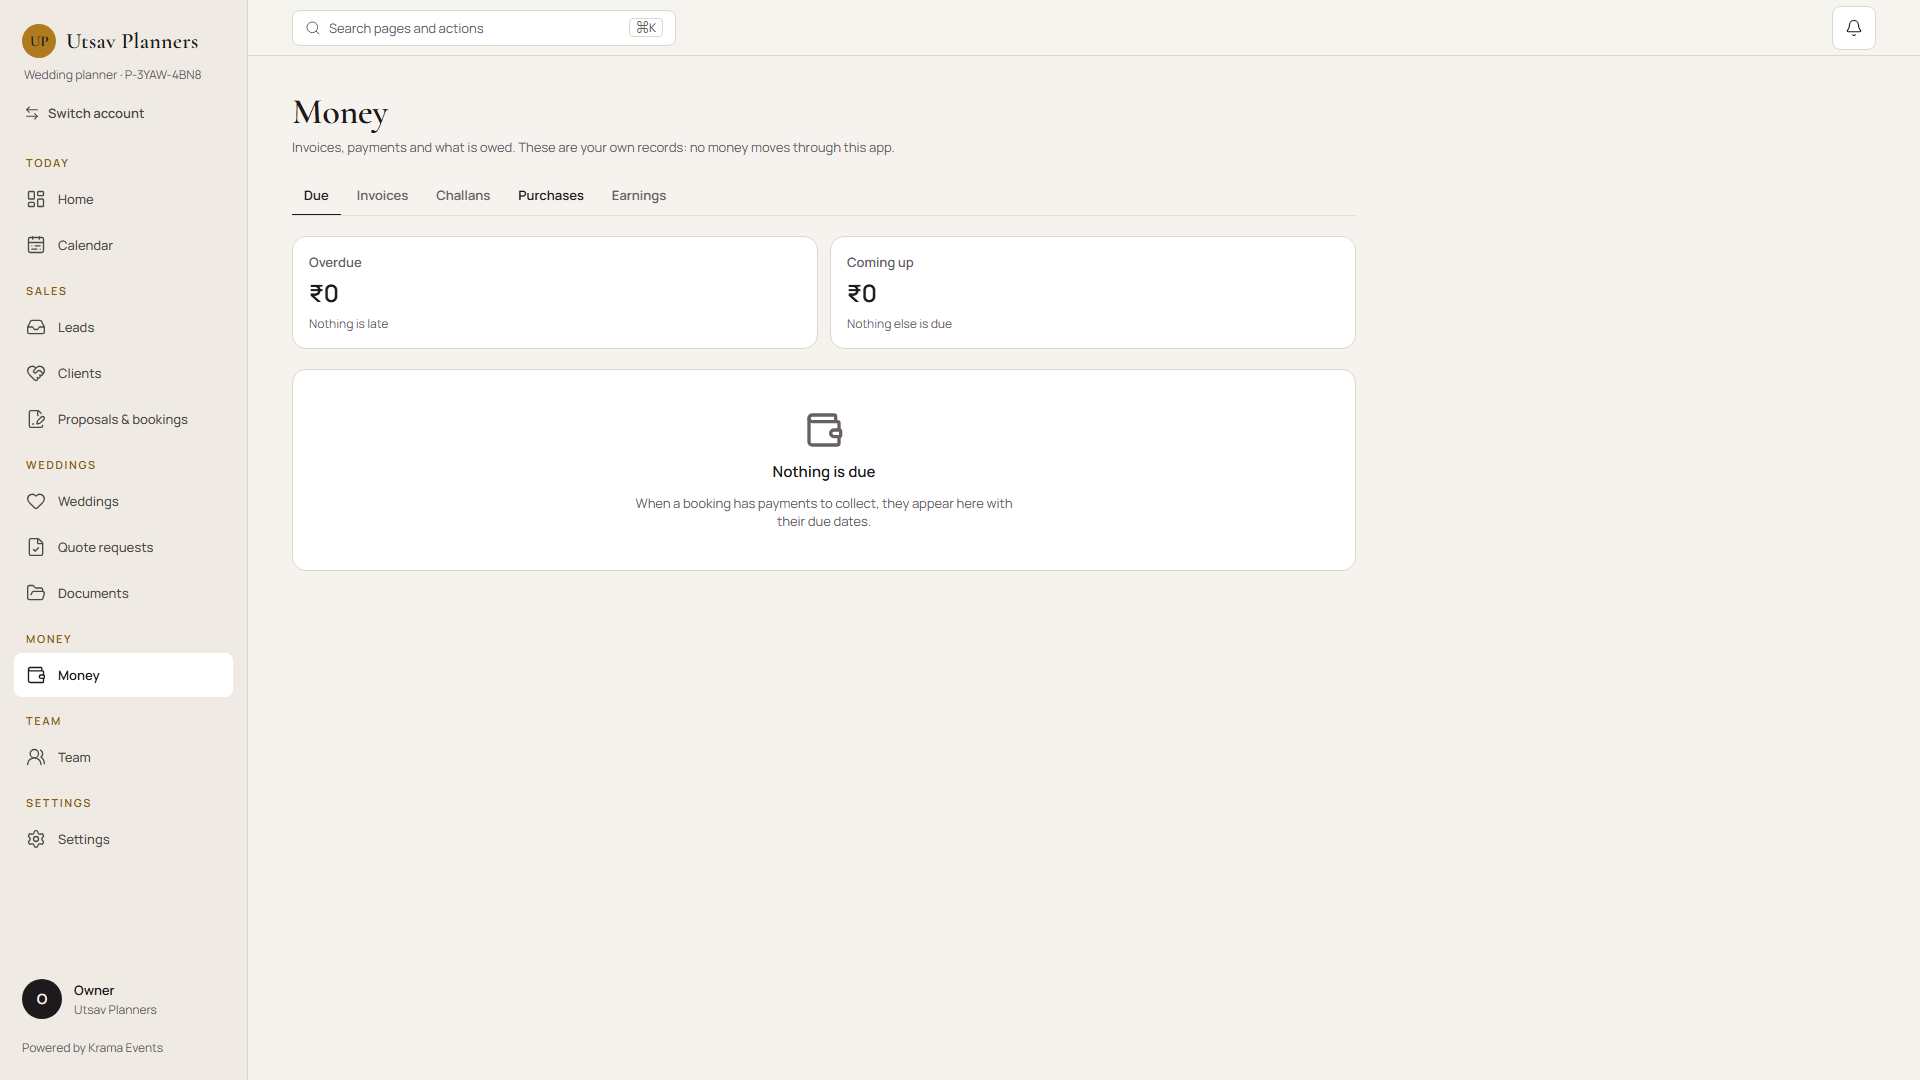 UP Utsav Planners
Wedding planner · P-3YAW-4BN8
Switch account
TODAY
Home
Calendar
SALES
Leads
Clients
Proposals & bookings
WEDDINGS
Weddings
Quote requests
Documents
MONEY
Money
TEAM
Team
SETTINGS
Settings
O Owner
Utsav Planners
Powered by Krama Events
Search pages and actions ⌘K
Money
Invoices, payments and what is owed. These are your own records: no money moves through this app.
Due Invoices Challans Purchases Earnings
Overdue
₹0
Nothing is late
Coming up
₹0
Nothing else is due
Nothing is due
When a booking has payments to collect, they appear here with
their due dates.